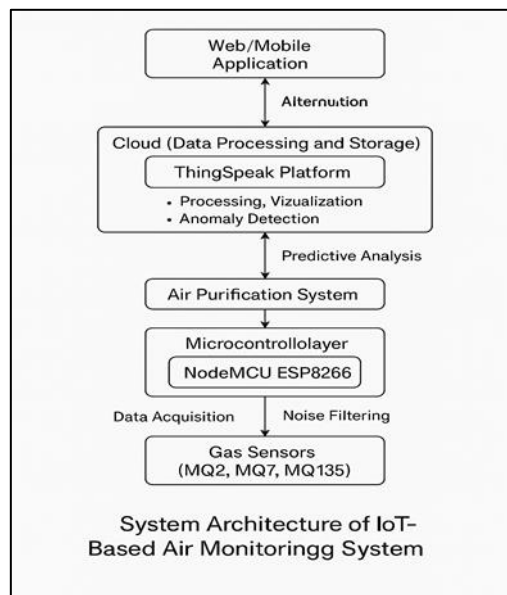 Web/Mobile
Application
Alternution
Cloud (Data Processing and Storage)
ThingSpeak Platform
• Processing, Vizualization
• Anomaly Detection
Predictive Analysis
Air Purification System
Microcontrollolayer
NodeMCU ESP8266
Data Acquisition Noise Filtering
Gas Sensors
(MQ2, MQ7, MQ135)
System Architecture of IoT-
Based Air Monitoringg System